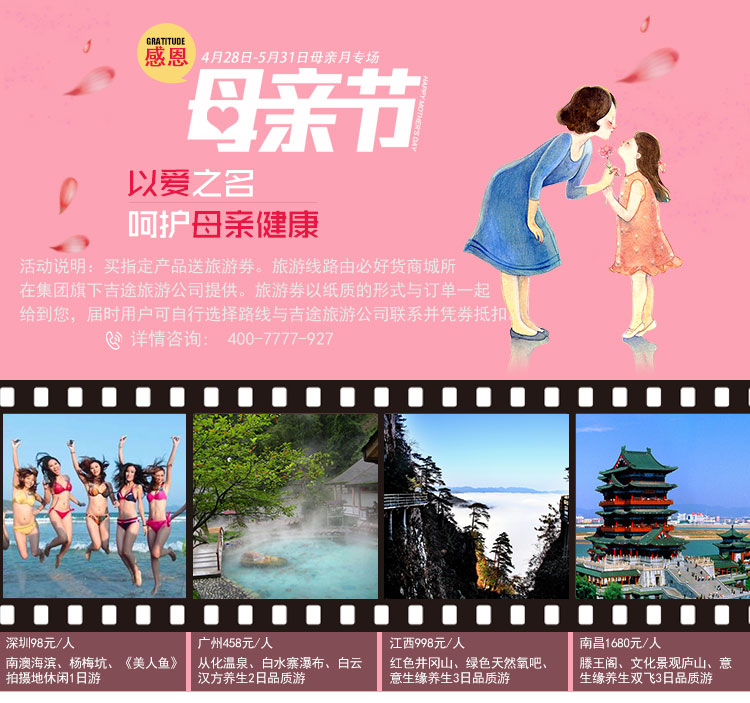 GRATITUDE
感恩
4月28日-5月31日母亲月专场
母亲节
HAPPY MOTHER'S DAY
以爱之名
呵护母亲健康
活动说明：买指定产品送旅游券。旅游线路由必好货商城所
在集团旗下吉途旅游公司提供。旅游券以纸质的形式与订单一起
给到您，届时用户可自行选择路线与吉途旅游公司联系并凭券抵扣。
详情咨询： 400-7777-927
深圳98元/人
南澳海滨、杨梅坑、《美人鱼》
拍摄地休闲1日游
广州458元/人
从化温泉、白水寨瀑布、白云
汉方养生2日品质游
江西998元/人
红色井冈山、绿色天然氧吧、
意生缘养生3日品质游
南昌1680元/人
滕王阁、文化景观庐山、意
生缘养生双飞3日品质游